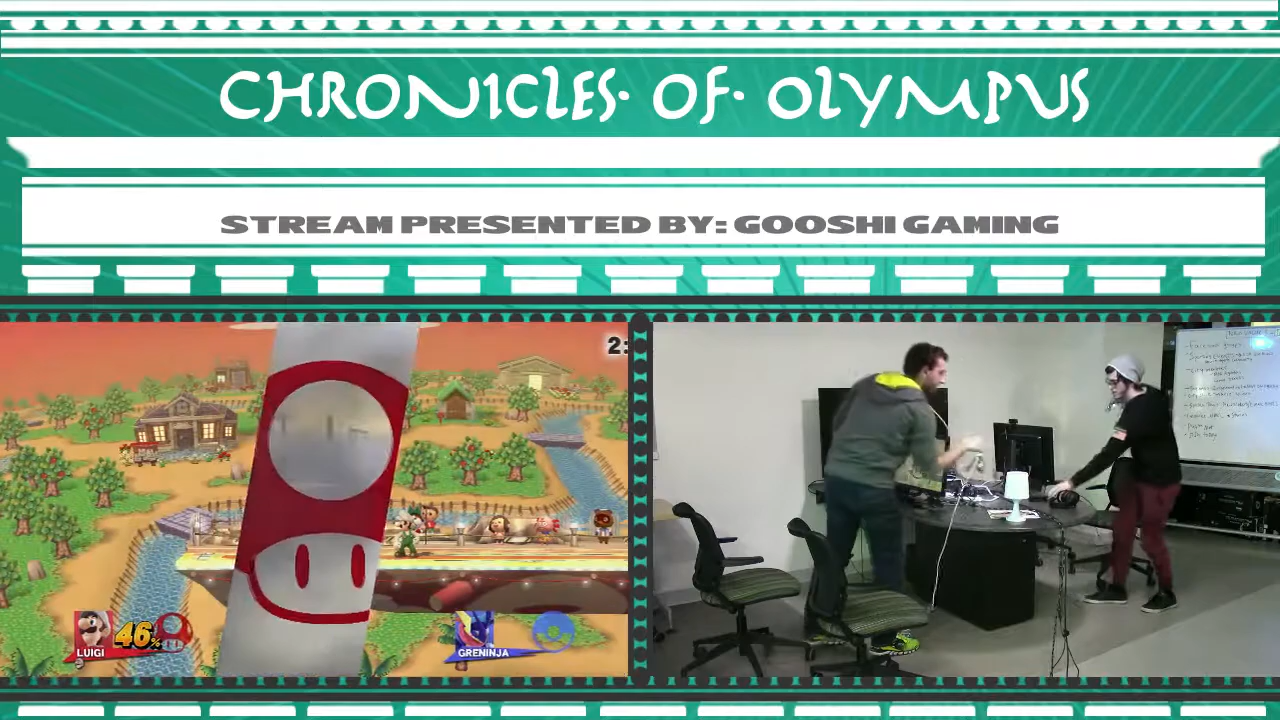 CHRONICLES· OF· OLYMPUS
STREAM PRESENTED BY: GOOSHI GAMING
2:
46%
LUIGI
GRENINJA